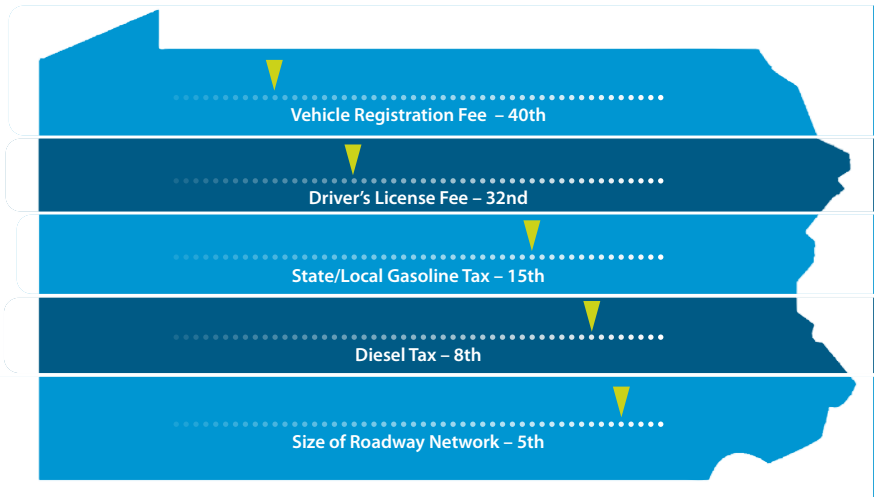 Vehicle Registration Fee – 40th
Driver’s License Fee – 32nd
State/Local Gasoline Tax – 15th
Diesel Tax – 8th
Size of Roadway Network – 5th